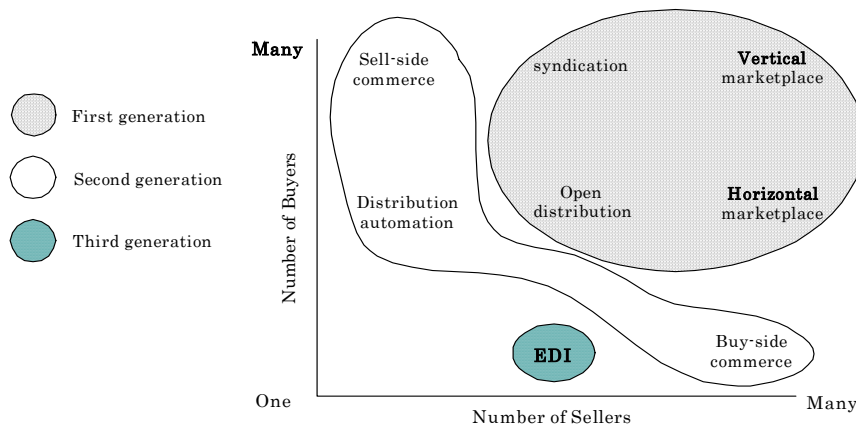 Many
Sell-side
commerce
syndication
Vertical
marketplace
First generation
Second generation
Third generation
Number of Buyers
Distribution
automation
Open
distribution
Horizontal
marketplace
EDI
Buy-side
commerce
One
Number of Sellers
Many